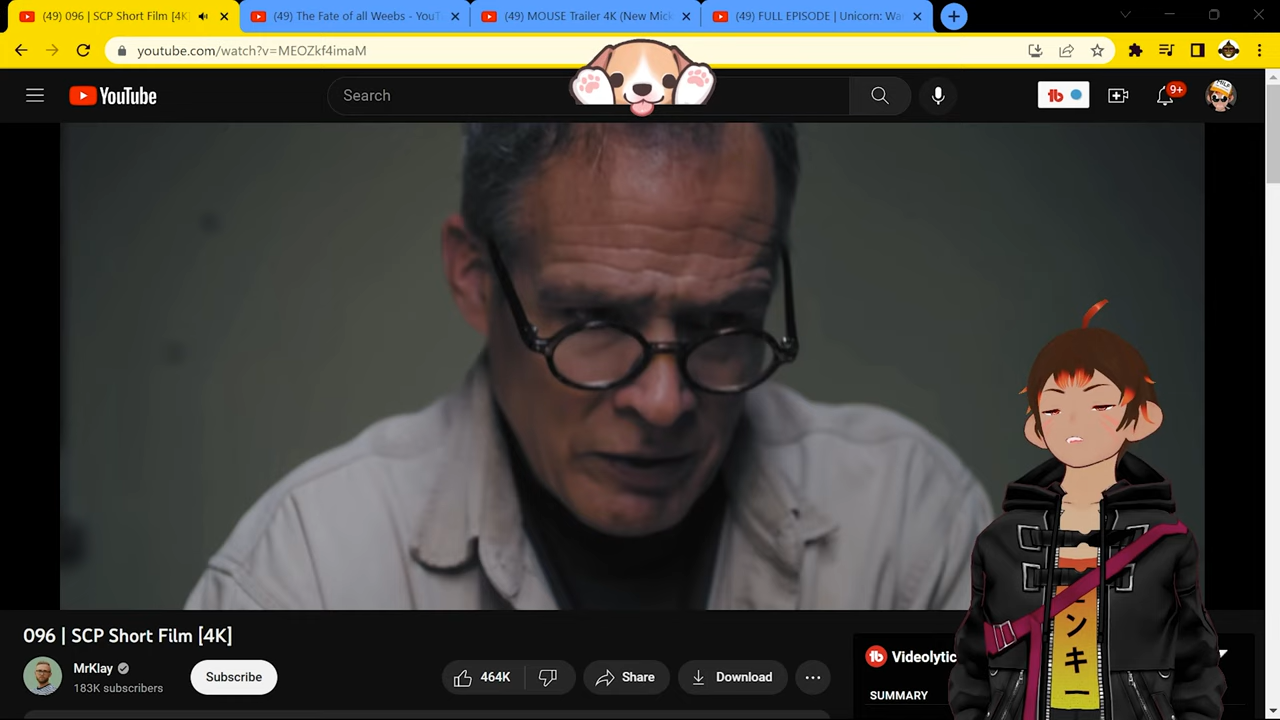 (49) 096 | SCP Short Film [4K
(49) The Fate of all Weebs - YouT
(49) MOUSE Trailer 4K (New Mick
(49) FULL EPISODE | Unicorn: Wa
youtube.com/watch?v=MEOZkf4imaM
YouTube
Search
tb
9+
096 | SCP Short Film [4K]
MrKlay
183K subscribers
Subscribe
464K
Share
Download
tb Videolytic
SUMMARY
ンキー